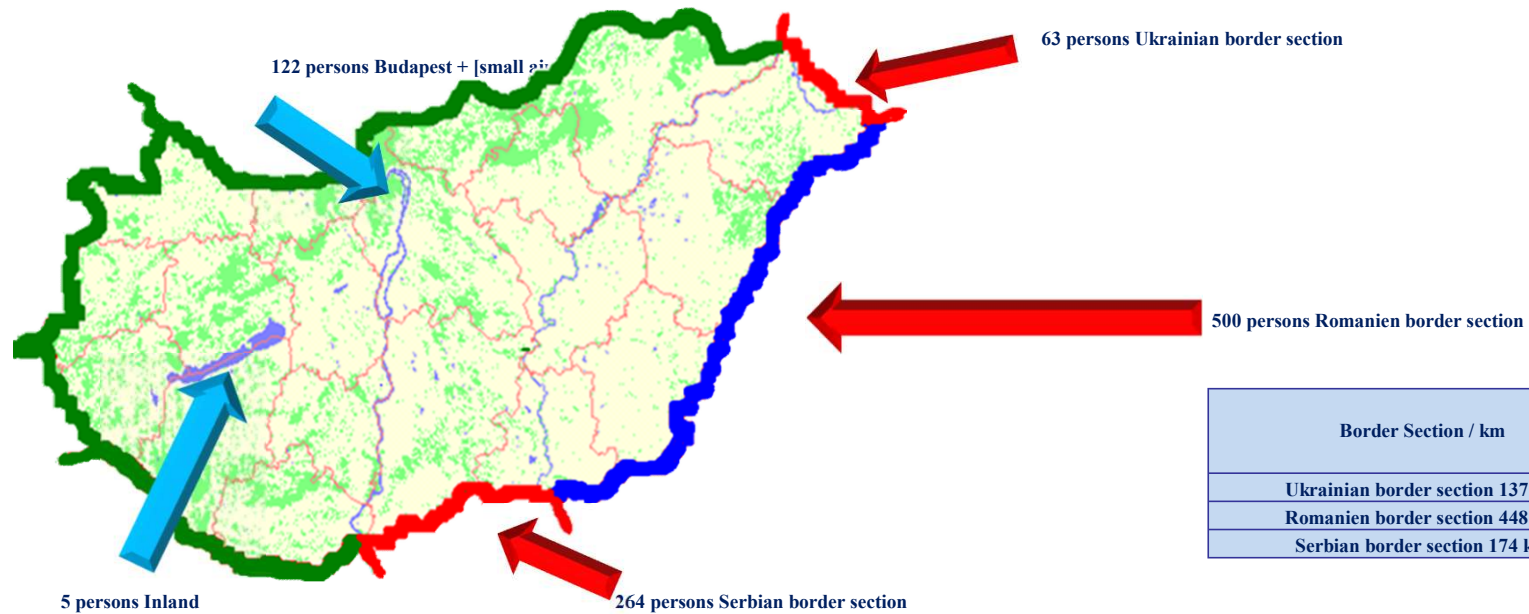 63 persons Ukrainian border section
122 persons Budapest + [small
500 persons Romanien border section
Border Section / km
Ukrainian border section 137
Romanien border section 448
Serbian border section 174 k
5 persons Inland
264 persons Serbian border section